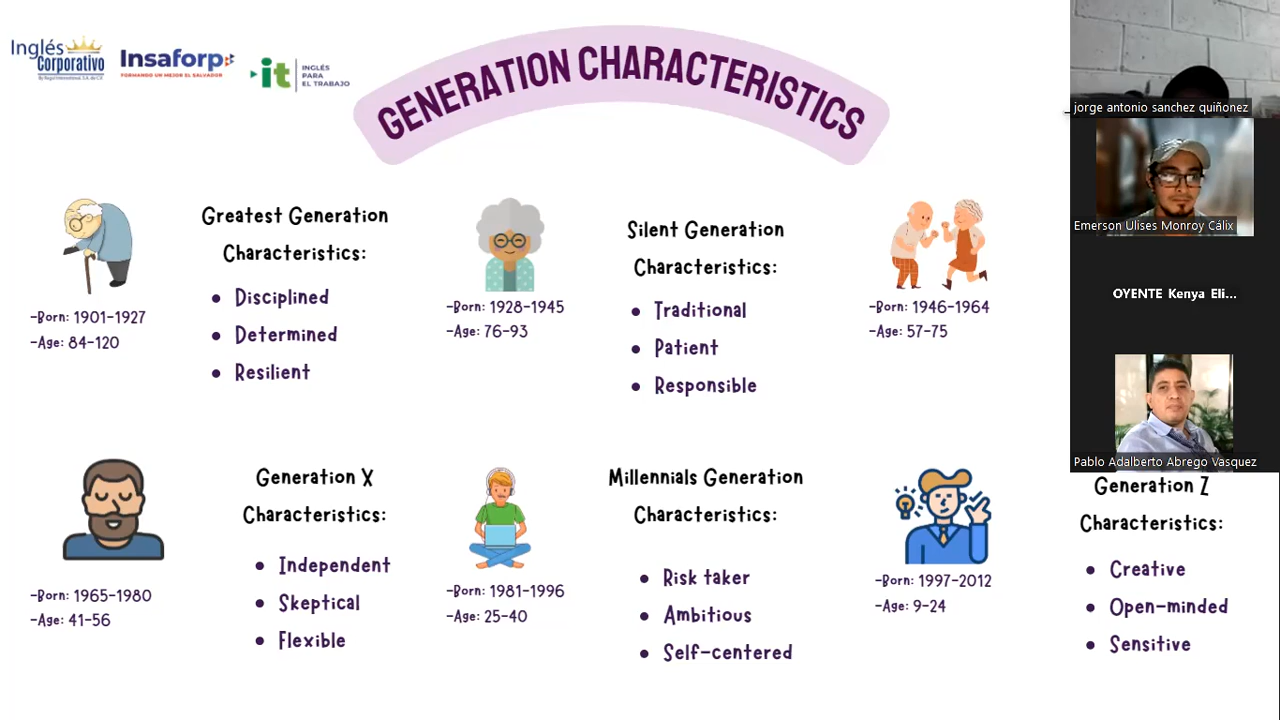 Inglés
Corporativo
Insaforp
FORMANDO UN MEJOR EL SALVADOR
it
INGLÉS
PARA
EL TRABAJO
GENERATION CHARACTERISTICS
jorge antonio sanchez quiñonez
Emerson Ulises Monroy Cálix
OYENTE Kenya Eli...
Pablo Adalberto Abrego Vasquez
Greatest Generation
Characteristics:
• Disciplined
• Determined
• Resilient
-Born: 1901-1927
-Age: 84-120
Silent Generation
Characteristics:
• Traditional
• Patient
• Responsible
-Born: 1928-1945
-Age: 76-93
-Born: 1946-1964
-Age: 57-75
Generation X
Characteristics:
• Independent
• Skeptical
• Flexible
-Born: 1965-1980
-Age: 41-56
Millennials Generation
Characteristics:
• Risk taker
• Ambitious
• Self-centered
-Born: 1981-1996
-Age: 25-40
Generation Z
Characteristics:
• Creative
• Open-minded
• Sensitive
-Born: 1997-2012
-Age: 9-24